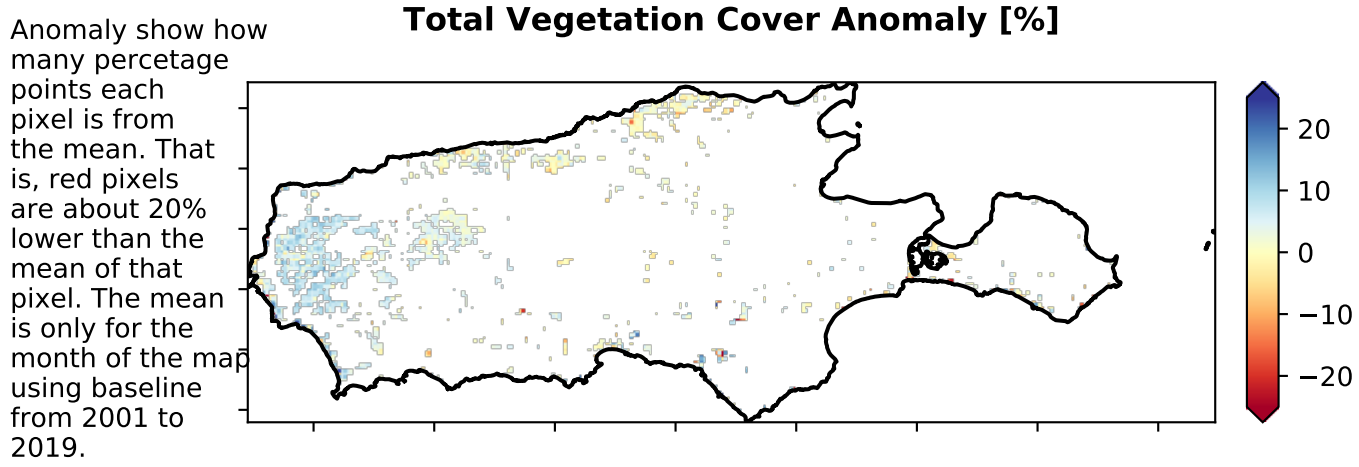 Total Vegetation Cover Anomaly [%]
Anomaly show how
many percetage
points each
pixel is from
the mean. That
is, red pixels
are about 20%
lower than the
mean of that
pixel. The mean
is only for the
month of the map
using baseline
from 2001 to
2019.
20
10
0
−10
−20